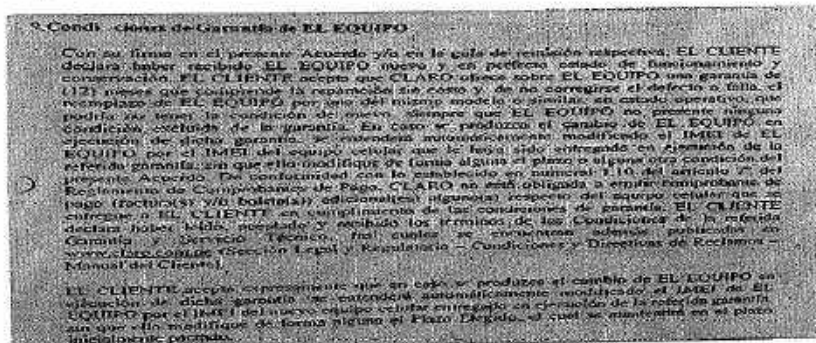 9. Condiciones de Garantía de EL EQUIPO
Con su firma en el presente Acuerdo y/o en la guía de remisión respectiva, EL CLIENTE
declara haber recibido EL EQUIPO nuevo y en perfecto estado de funcionamiento y
conservación. EL CLIENTE acepta que CLARO ofrece sobre EL EQUIPO una garantía de
(12) meses que comprende la reparación sin costo y, de no corregirse el defecto o falla, el
reemplazo de EL EQUIPO por uno del mismo modelo o similar, en estado operativo, que
podría no tener la condición de nuevo, siempre que EL EQUIPO no presente ninguna
condición excluida de la garantía. En caso se produzca el cambio de EL EQUIPO en
ejecución de dicha garantía, se entenderá automáticamente modificado el IMEI de EL
EQUIPO por el IMEI del equipo celular que le haya sido entregado en ejecución de la
referida garantía, sin que ello modifique de forma alguna el plazo o alguna otra condición del
presente Acuerdo. De conformidad con lo establecido en numeral 1.10 del artículo 7° del
Reglamento de Comprobantes de Pago, CLARO no está obligada a emitir comprobante de
pago (factura(s) y/o boleta(s)) adicional(es) alguno(s) respecto del equipo celular que se
entregue a EL CLIENTE en cumplimiento de las condiciones de garantía. EL CLIENTE
declara haber leído, aceptado y recibido los términos de las Condiciones de la referida
Garantía y Servicio Técnico, las cuales se encuentran además publicadas en
www.claro.com.pe (Sección Legal y Regulatorio – Condiciones y Directivas de Reclamos –
Manual del Cliente).
EL CLIENTE acepta expresamente que en caso se produzca el cambio de EL EQUIPO en
ejecución de dicha garantía se entenderá automáticamente modificado el IMEI de EL
EQUIPO por el IMEI del nuevo equipo celular entregado en ejecución de la referida garantía,
sin que ello modifique de forma alguna el Plazo Elegido, el cual se mantendrá en el plazo
inicialmente pactado.